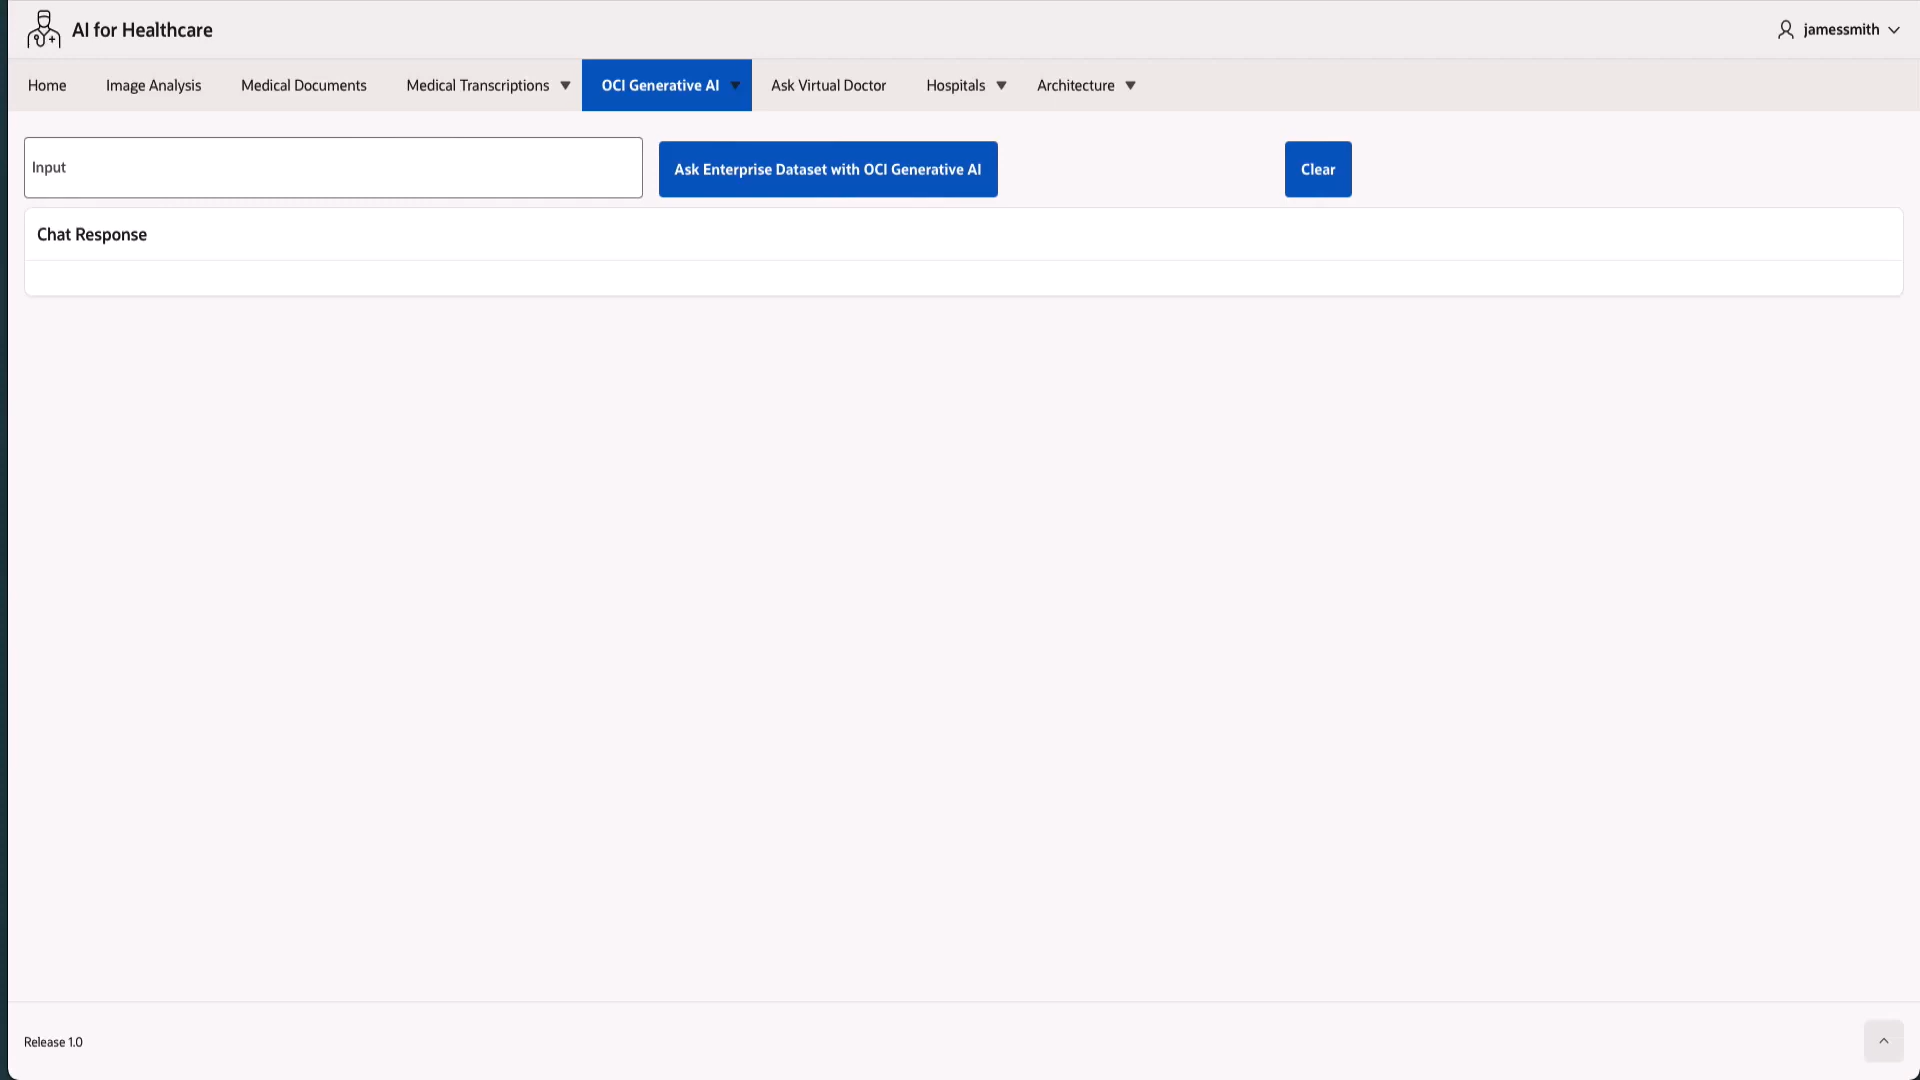 AI for Healthcare
jamessmith
Home Image Analysis Medical Documents Medical Transcriptions OCI Generative AI Ask Virtual Doctor Hospitals Architecture
Input Ask Enterprise Dataset with OCI Generative AI Clear
Chat Response
Release 1.0